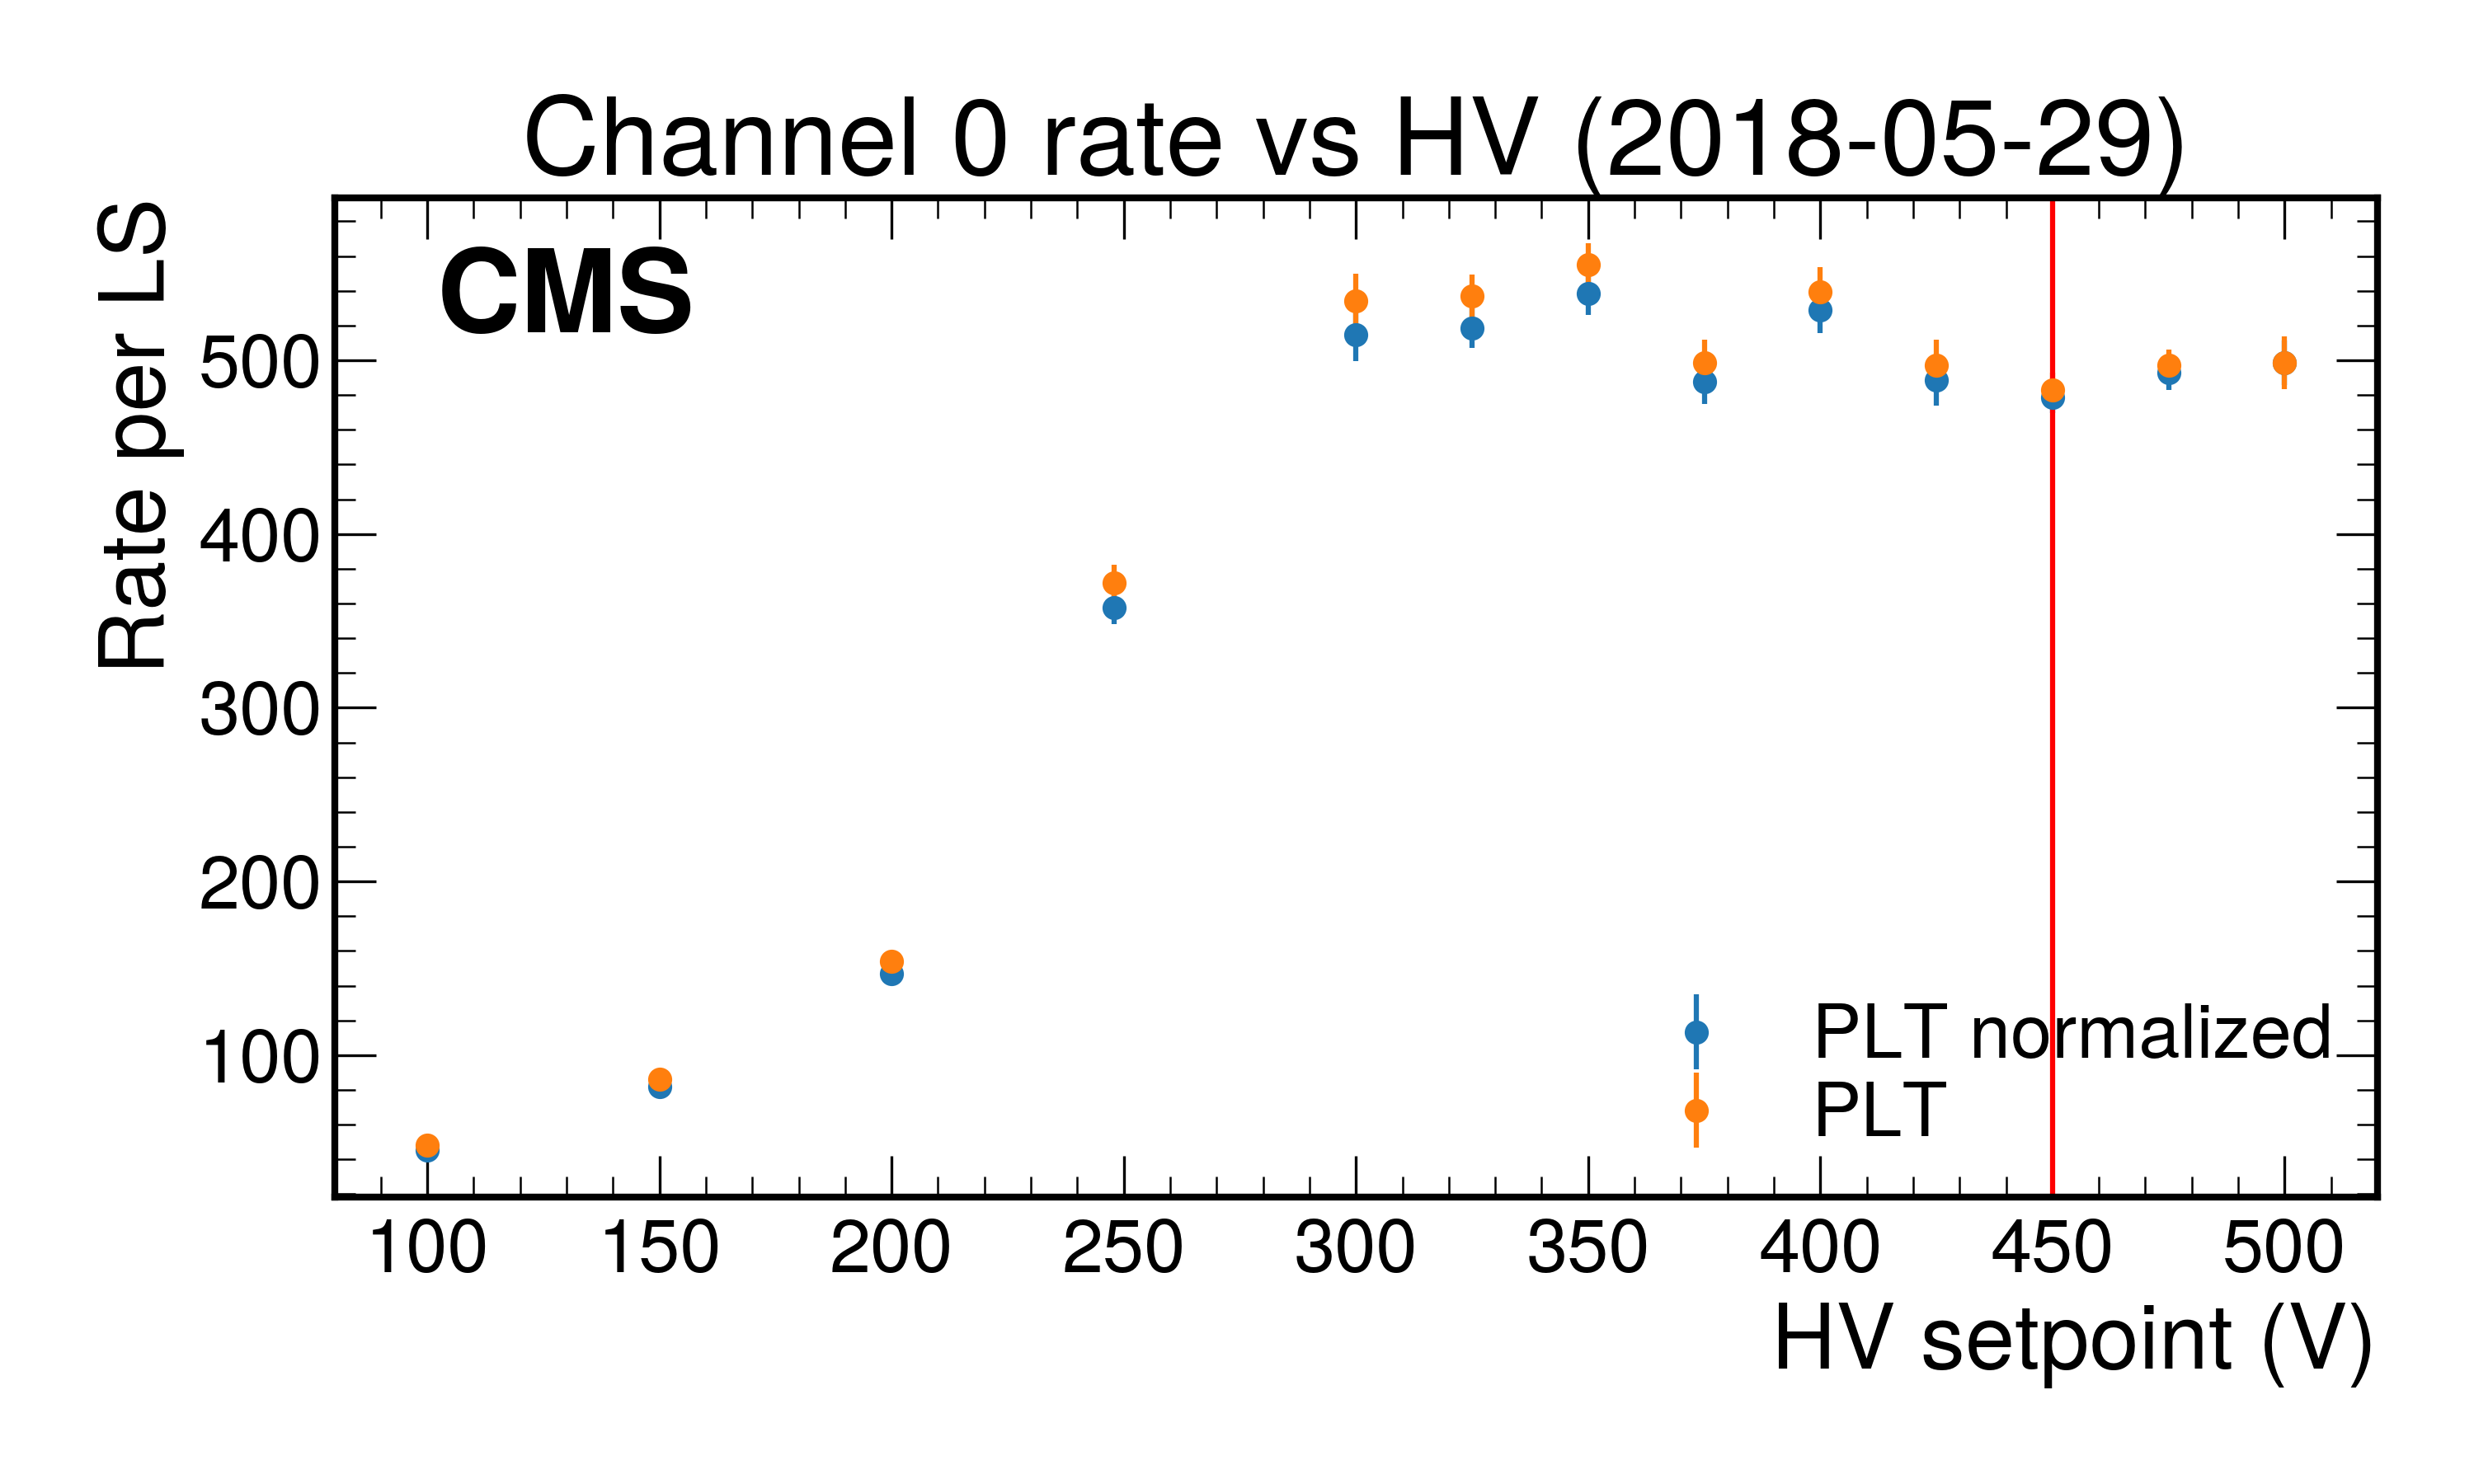 Channel 0 rate vs HV (2018-05-29)
CMS
Rate per LS
500
400
300
200
100
PLT normalized
PLT
100 150 200 250 300 350 400 450 500
HV setpoint (V)